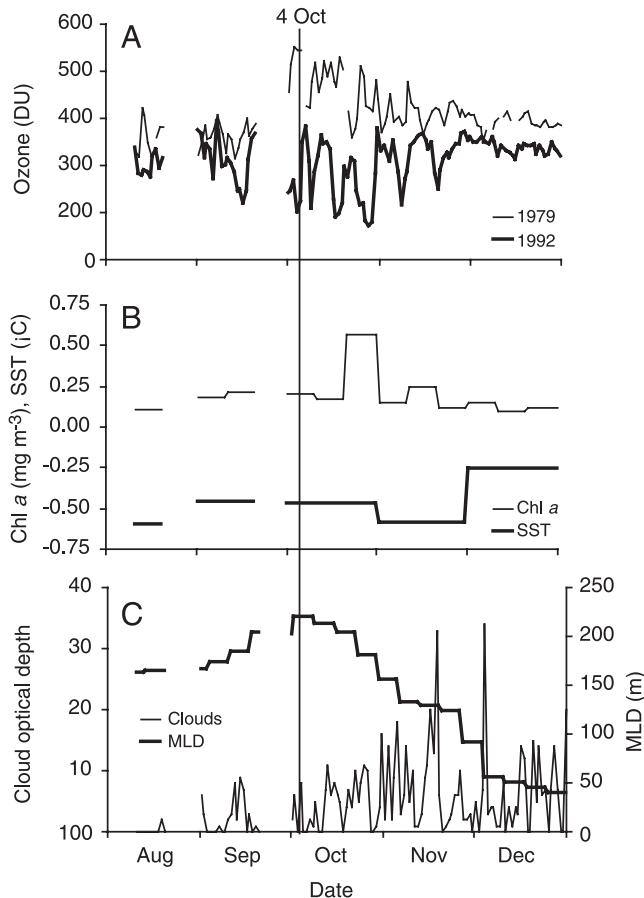 4 Oct
A
Ozone (DU)
600
500
400
300
200
100
0
1979
1992
B
Chl a (mg m-3), SST (¡C)
0.75
0.50
0.25
0.00
-0.25
-0.50
-0.75
Chl a
SST
C
Cloud optical depth
40
30
20
10
0
Clouds
MLD
250
200
150
100
50
0
MLD (m)
Aug Sep Oct Nov Dec
Date